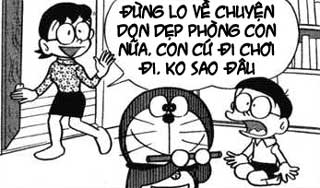 ĐỪNG LO VỀ CHUYỆN
DỌN DẸP PHÒNG CON
NỮA. CON CỨ ĐI CHƠI
ĐI. KO SAO ĐÂU